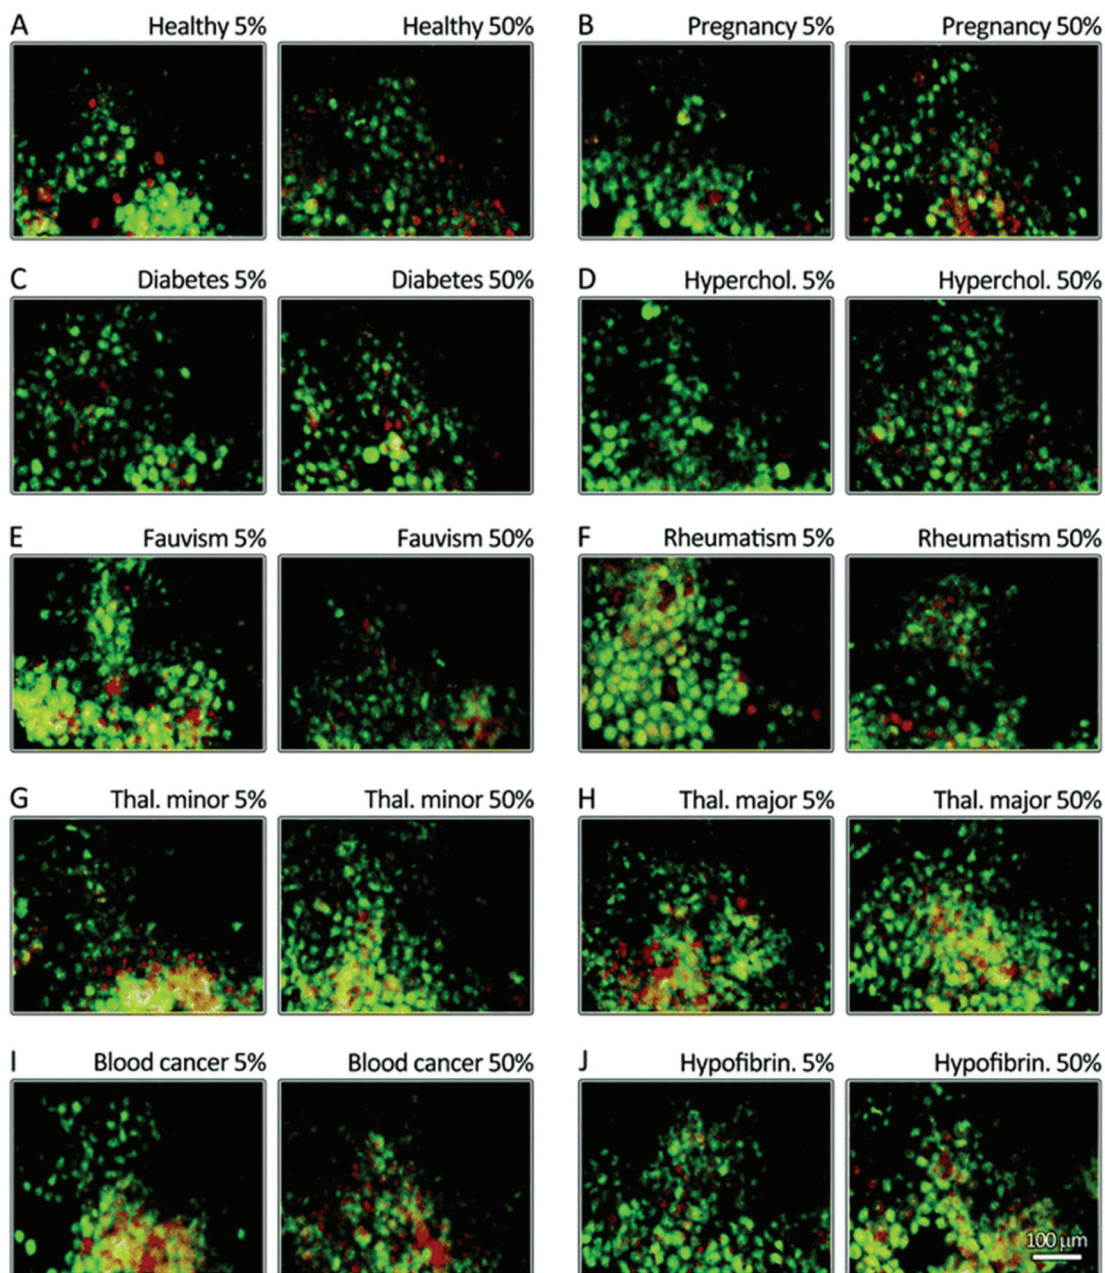 A Healthy 5% Healthy 50% B Pregnancy 5% Pregnancy 50%
C Diabetes 5% Diabetes 50% D Hyperchol. 5% Hyperchol. 50%
E Fauvism 5% Fauvism 50% F Rheumatism 5% Rheumatism 50%
G Thal. minor 5% Thal. minor 50% H Thal. major 5% Thal. major 50%
I Blood cancer 5% Blood cancer 50% J Hypofibrin. 5% Hypofibrin. 50%
100 µm